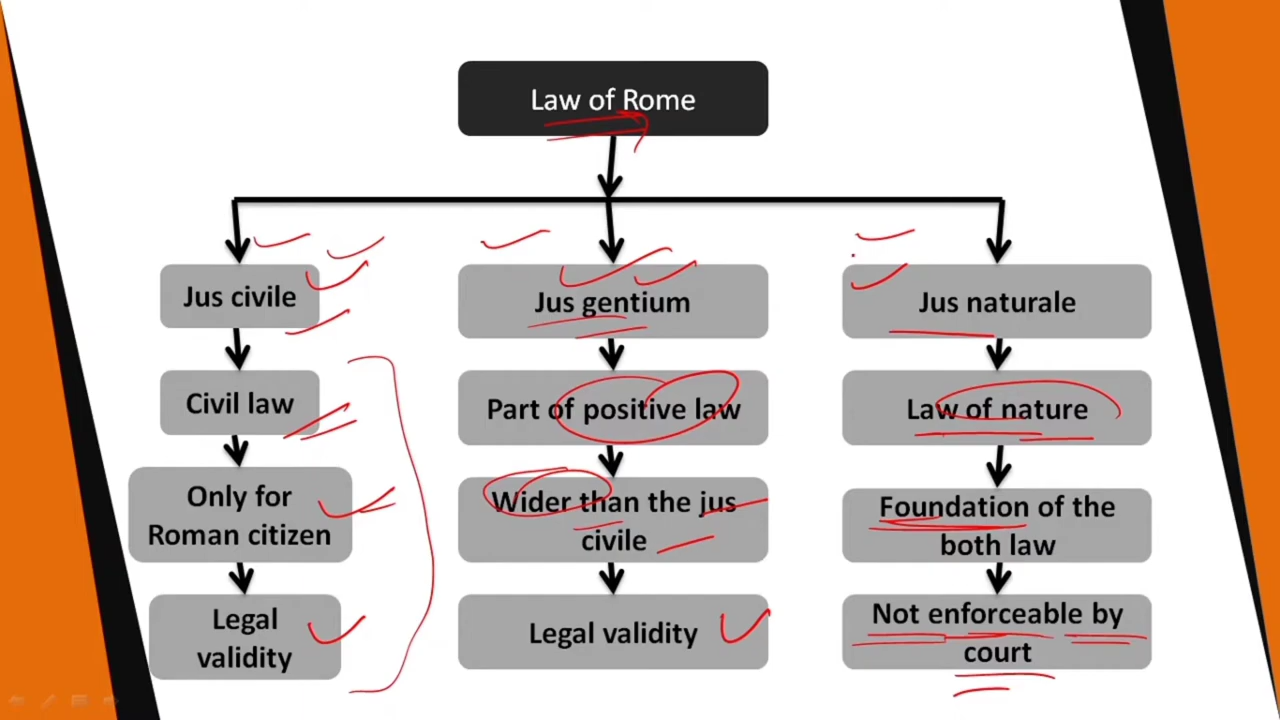 Law of Rome
Jus civile
Civil law
Only for
Roman citizen
Legal
validity
Jus gentium
Part of positive law
Wider than the jus
civile
Legal validity
Jus naturale
Law of nature
Foundation of the
both law
Not enforceable by
court